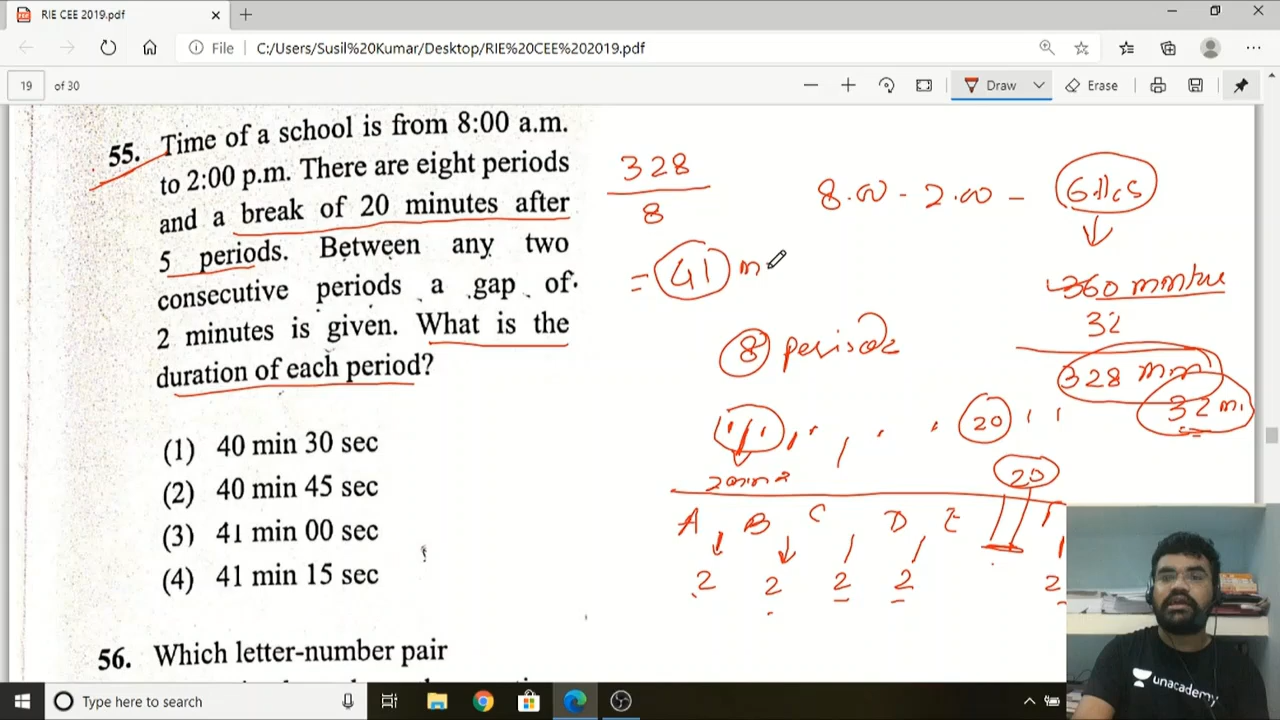 RIE CEE 2019.pdf
File C:/Users/Susil%20Kumar/Desktop/RIE%20CEE%202019.pdf
19 of 30
Draw
Erase
55. Time of a school is from 8:00 a.m.
to 2:00 p.m. There are eight periods
and a break of 20 minutes after
5 periods. Between any two
consecutive periods a gap of
2 minutes is given. What is the
duration of each period?
(1) 40 min 30 sec
(2) 40 min 45 sec
(3) 41 min 00 sec
(4) 41 min 15 sec
56. Which letter-number pair
328
8
= 41 m
8.00 - 2.00 -
360
32
328
32 m.
8 periods
20
20
A B C D E
2 2 2 2 2
unacademy
Type here to search